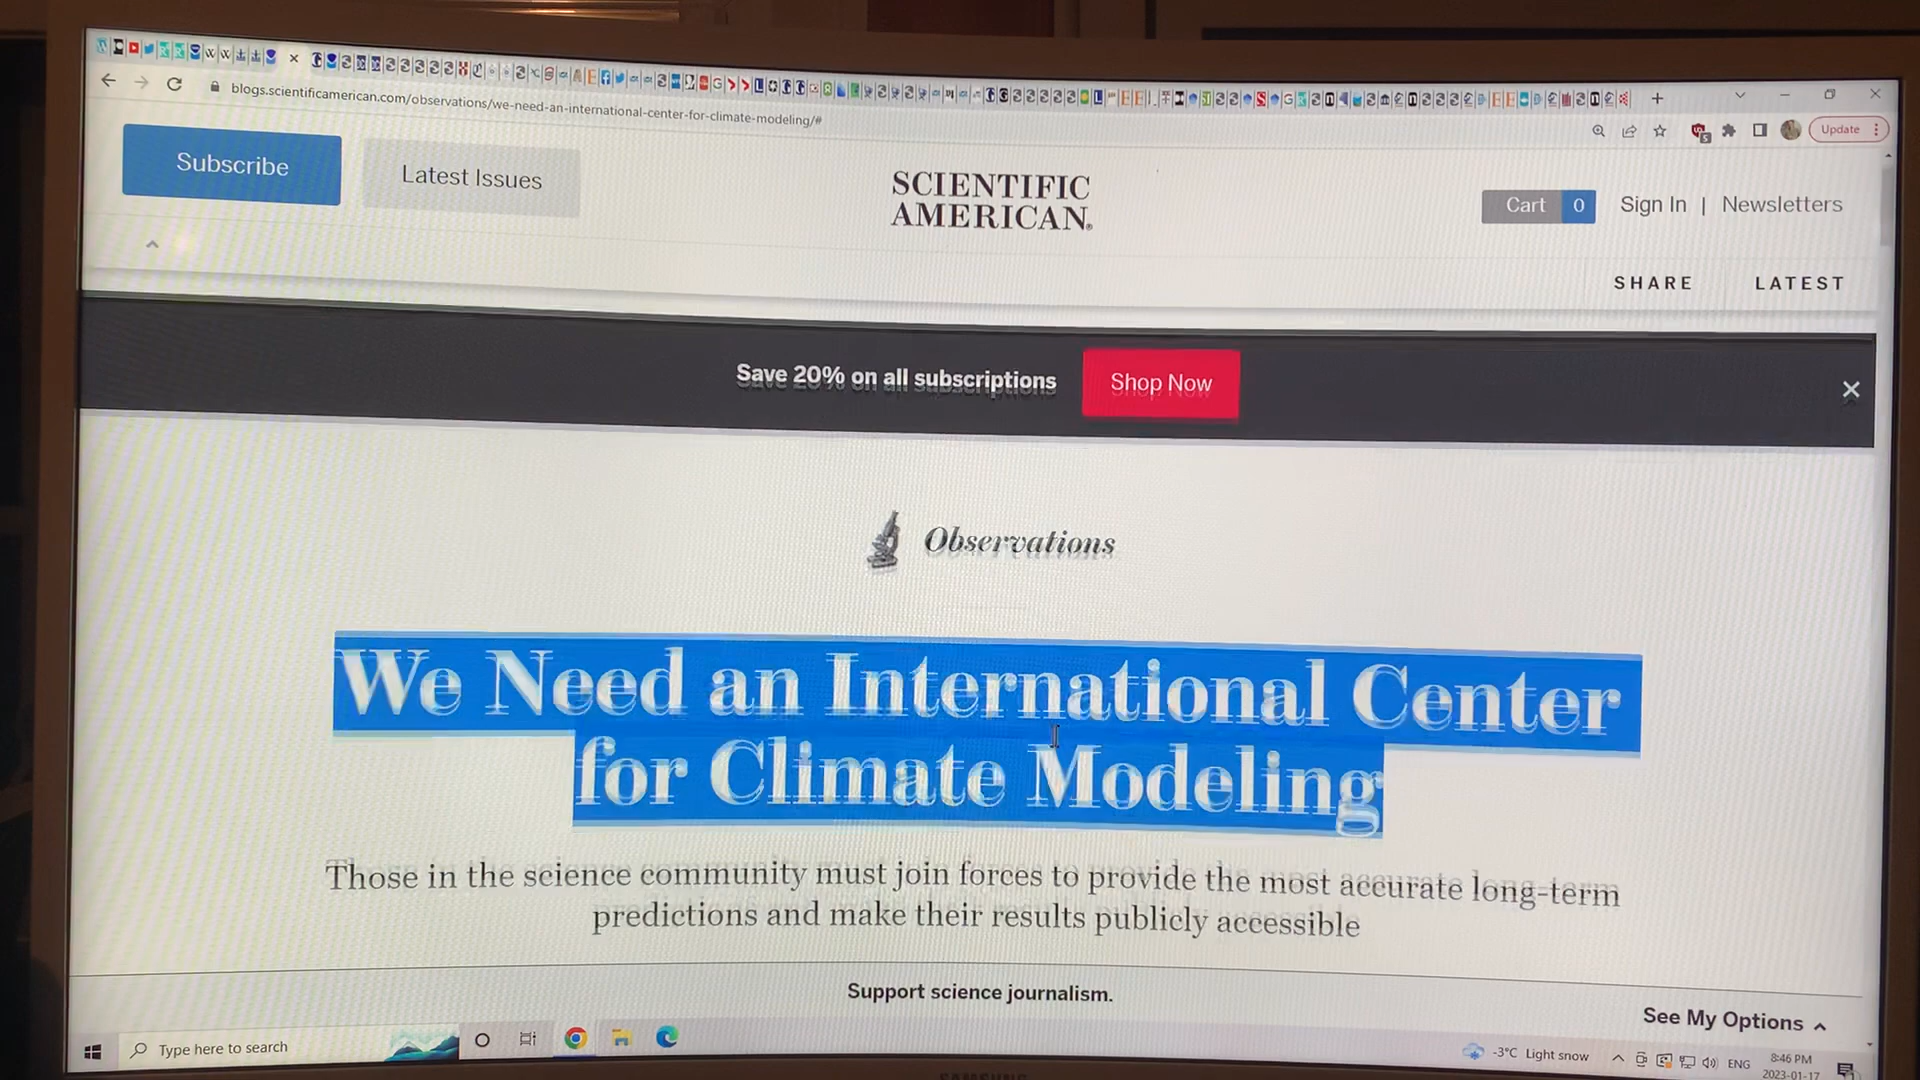 blogs.scientificamerican.com/observations/we-need-an-international-center-for-climate-modeling/#
Update
Subscribe
Latest Issues
SCIENTIFIC
AMERICAN®
Cart 0
Sign In | Newsletters
SHARE
LATEST
Save 20% on all subscriptions
Shop Now
Observations
We Need an International Center
for Climate Modeling
Those in the science community must join forces to provide the most accurate long-term
predictions and make their results publicly accessible
Support science journalism.
See My Options
Type here to search
-3°C Light snow
ENG
8:46 PM
2023-01-17
SAMSUNG